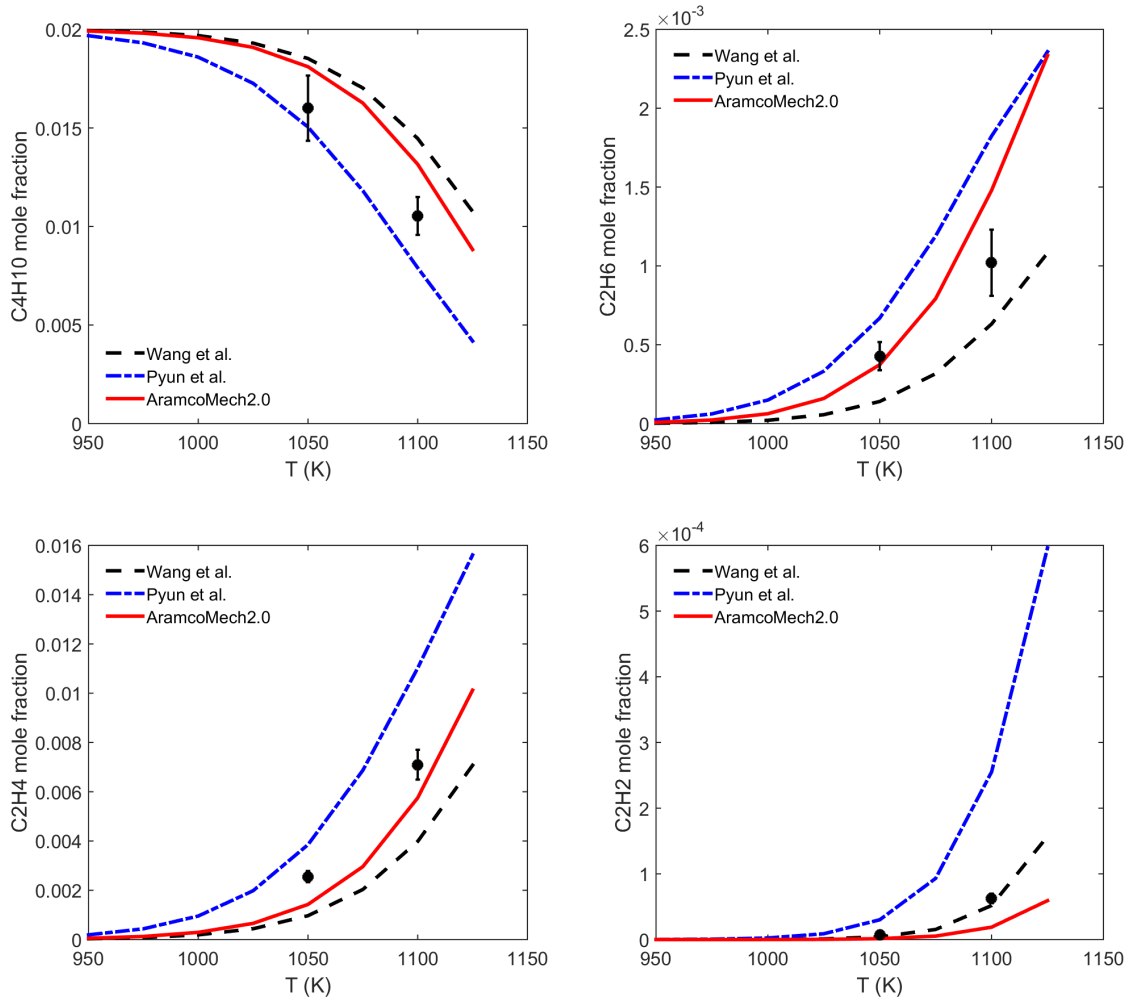 0.02
0.015
0.01
0.005
0
C4H10 mole fraction
Wang et al.
Pyun et al.
AramcoMech2.0
950 1000 1050 1100 1150
T (K)
×10-3
2.5
2
1.5
1
0.5
0
C2H6 mole fraction
Wang et al.
Pyun et al.
AramcoMech2.0
950 1000 1050 1100 1150
T (K)
0.016
0.014
0.012
0.01
0.008
0.006
0.004
0.002
0
C2H4 mole fraction
Wang et al.
Pyun et al.
AramcoMech2.0
950 1000 1050 1100 1150
T (K)
×10-4
6
5
4
3
2
1
0
C2H2 mole fraction
Wang et al.
Pyun et al.
AramcoMech2.0
950 1000 1050 1100 1150
T (K)